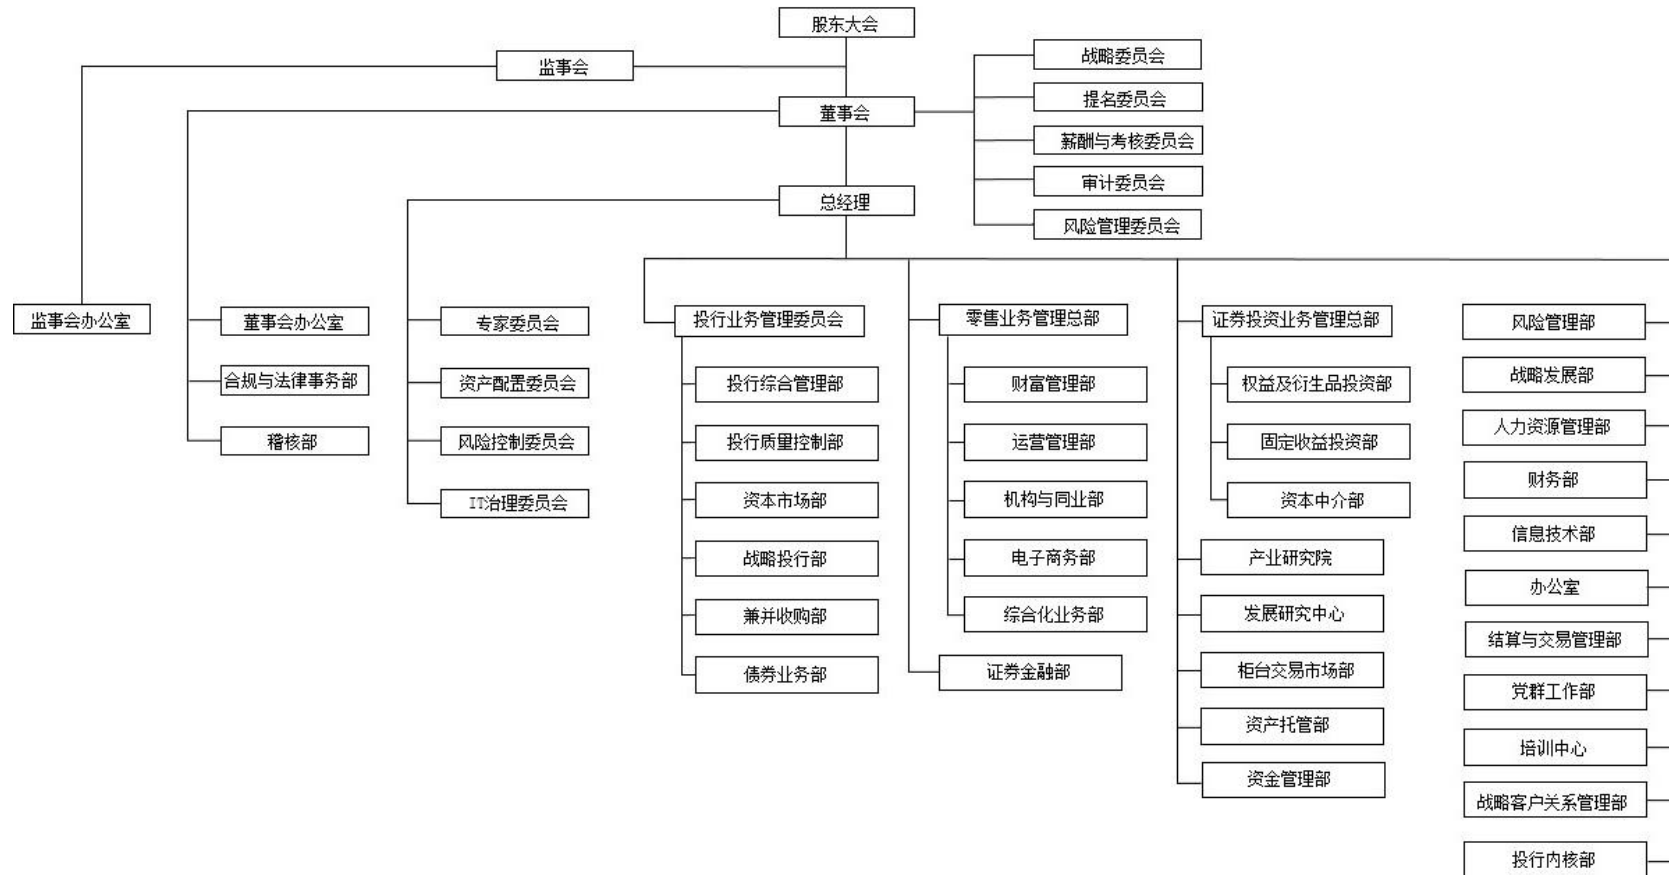 股东大会
监事会
董事会
战略委员会
提名委员会
薪酬与考核委员会
审计委员会
风险管理委员会
总经理
监事会办公室
董事会办公室
合规与法律事务部
稽核部
专家委员会
资产配置委员会
风险控制委员会
IT治理委员会
投行业务管理委员会
投行综合管理部
投行质量控制部
资本市场部
战略投行部
兼并收购部
债券业务部
零售业务管理总部
财富管理部
运营管理部
机构与同业部
电子商务部
综合化业务部
证券金融部
证券投资业务管理总部
权益及衍生品投资部
固定收益投资部
资本中介部
产业研究院
发展研究中心
柜台交易市场部
资产托管部
资金管理部
风险管理部
战略发展部
人力资源管理部
财务部
信息技术部
办公室
结算与交易管理部
党群工作部
培训中心
战略客户关系管理部
投行内核部